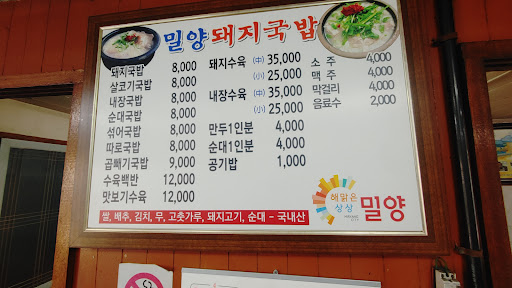 밀양돼지국밥
돼지국밥 8,000
살코기국밥 8,000
내장국밥 8,000
순대국밥 8,000
섞어국밥 8,000
따로국밥 8,000
곱빼기국밥 9,000
수육백반 12,000
맛보기수육 12,000
돼지수육 (中) 35,000
(小) 25,000
내장수육 (中) 35,000
(小) 25,000
만두1인분 4,000
순대1인분 4,000
공기밥 1,000
소 주 4,000
맥 주 4,000
막걸리 4,000
음료수 2,000
해맑은
상상
밀양
쌀, 배추, 김치, 무, 고춧가루, 돼지고기, 순대 - 국내산